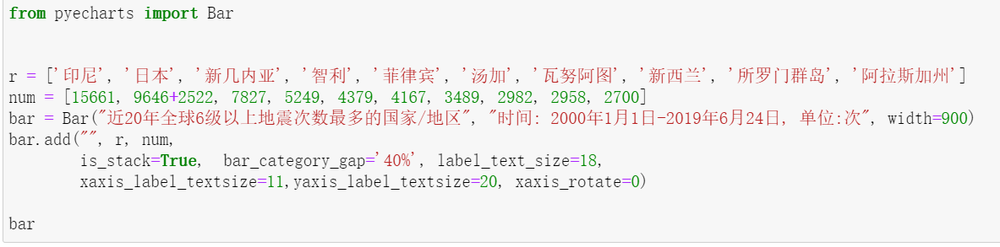 from pyecharts import Bar
r = ['印尼', '日本', '新几内亚', '智利', '菲律宾', '汤加', '瓦努阿图', '新西兰', '所罗门群岛', '阿拉斯加州']
num = [15661, 9646+2522, 7827, 5249, 4379, 4167, 3489, 2982, 2958, 2700]
bar = Bar("近20年全球6级以上地震次数最多的国家/地区", "时间: 2000年1月1日-2019年6月24日, 单位:次", width=900)
bar.add("", r, num,
is_stack=True, bar_category_gap='40%', label_text_size=18,
xaxis_label_textsize=11,yaxis_label_textsize=20, xaxis_rotate=0)
bar